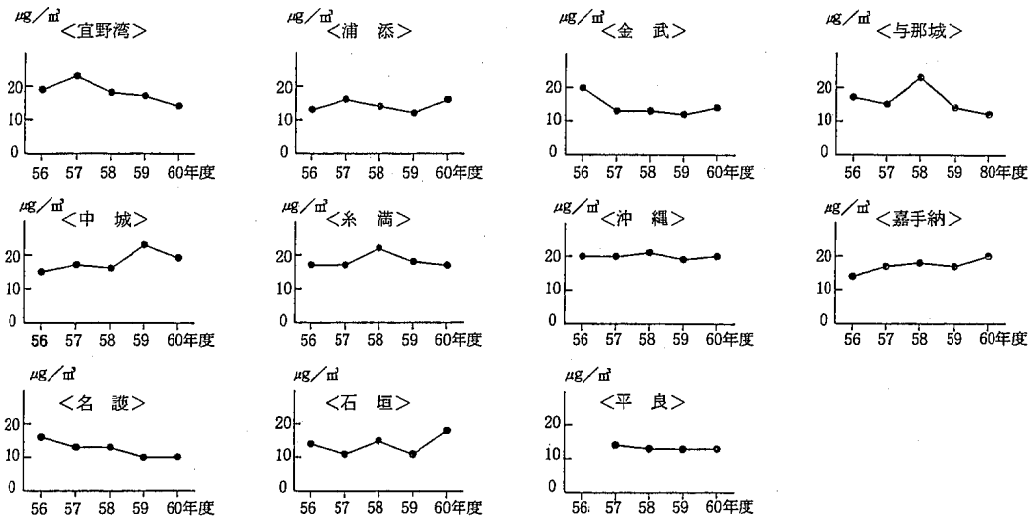 μg/㎥ μg/㎥ μg/㎥ μg/㎥
<宜野湾> <浦 添> <金 武> <与那城>
20 20 20 20
10 10 10 10
0 0 0 0
56 57 58 59 60年度 56 57 58 59 60年度 56 57 58 59 60年度 56 57 58 59 80年度
μg/㎥ μg/㎥ μg/㎥ μg/㎥
<中 城> <糸 満> <沖 縄> <嘉手納>
20 20 20 20
10 10 10 10
0 0 0 0
56 57 58 59 60年度 56 57 58 59 60年度 56 57 58 59 60年度 56 57 58 59 60年度
μg/㎥ μg/㎥ μg/㎥
<名 護> <石 垣> <平 良>
20 20 20
10 10 10
0 0 0
56 57 58 59 60年度 56 57 58 59 60年度 56 57 58 59 60年度